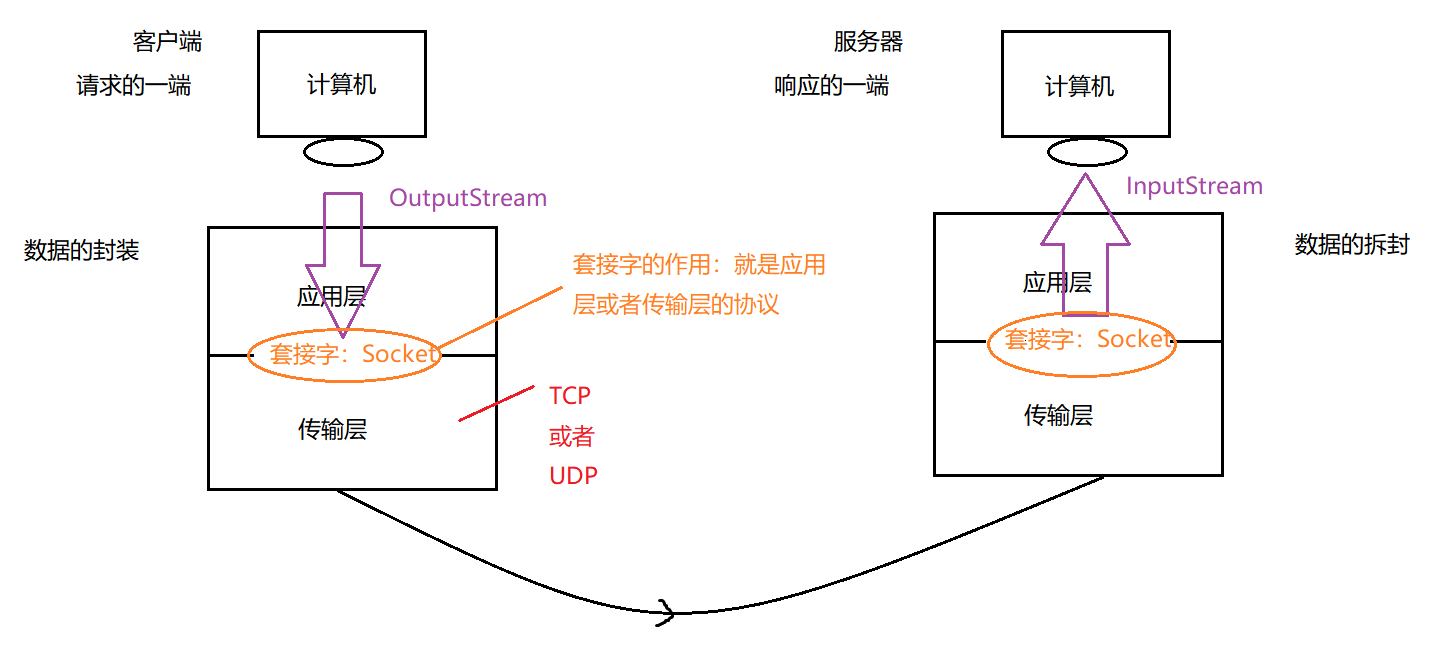 客户端
请求的一端
计算机
服务器
响应的一端
计算机
OutputStream
InputStream
数据的封装
数据的拆封
应用层
套接字的作用：就是应用
层或者传输层的协议
应用层
套接字：Socket
套接字：Socket
传输层
TCP
或者
UDP
传输层